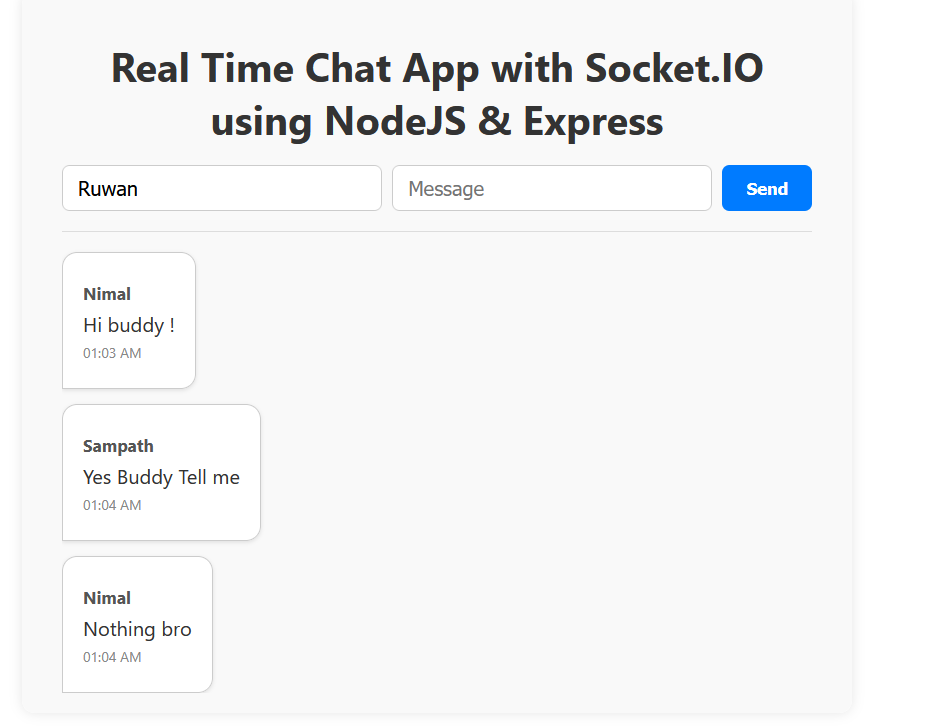 Real Time Chat App with Socket.IO
using NodeJS & Express
Ruwan
Message
Send
Nimal
Hi buddy !
01:03 AM
Sampath
Yes Buddy Tell me
01:04 AM
Nimal
Nothing bro
01:04 AM